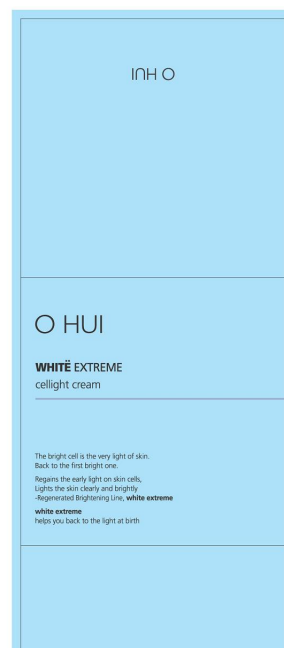 O HUI
O HUI
WHITË EXTREME
cellight cream
The bright cell is the very light of skin.
Back to the first bright one.
Regains the early light on skin cells,
Lights the skin clearly and brightly
-Regenerated Brightening Line, white extreme
white extreme
helps you back to the light at birth